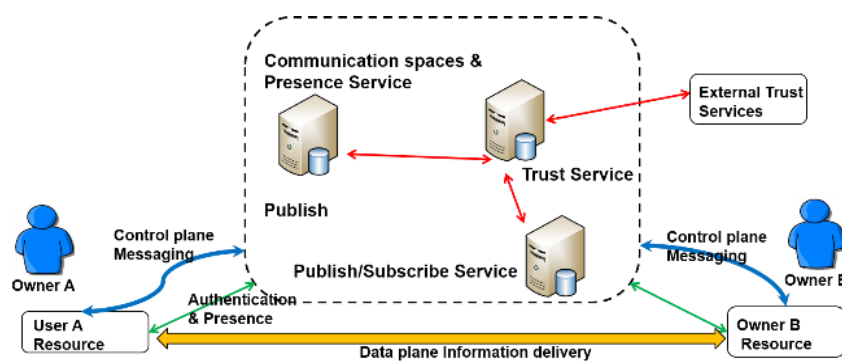 Communication spaces &
Presence Service
External Trust
Services
Trust Service
Publish
Control plane
Messaging
Control plane
Messaging
Owner A
Publish/Subscribe Service
Owner B
Authentication
& Presence
User A
Resource
Owner B
Resource
Data plane Information delivery